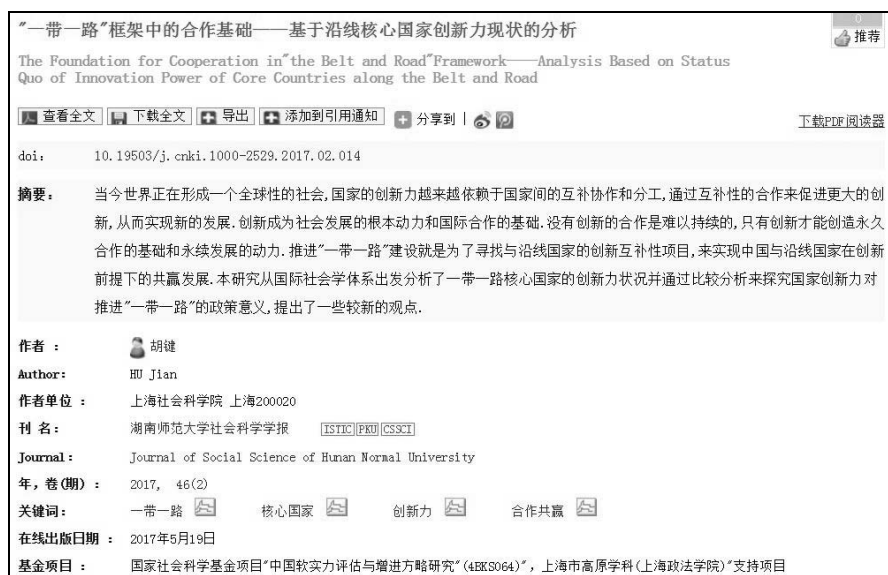 "一带一路"框架中的合作基础——基于沿线核心国家创新力现状的分析
0
推荐
The Foundation for Cooperation in"the Belt and Road"Framework——Analysis Based on Status
Quo of Innovation Power of Core Countries along the Belt and Road
查看全文 下载全文 导出 添加到引用通知 分享到 |
下载PDF阅读器
doi: 10.19503/j.cnki.1000-2529.2017.02.014
摘要: 当今世界正在形成一个全球性的社会,国家的创新力越来越依赖于国家间的互补协作和分工,通过互补性的合作来促进更大的创
新,从而实现新的发展.创新成为社会发展的根本动力和国际合作的基础.没有创新的合作是难以持续的,只有创新才能创造永久
合作的基础和永续发展的动力.推进"一带一路"建设就是为了寻找与沿线国家的创新互补性项目,来实现中国与沿线国家在创新
前提下的共赢发展.本研究从国际社会学体系出发分析了一带一路核心国家的创新力状况并通过比较分析来探究国家创新力对
推进"一带一路"的政策意义,提出了一些较新的观点.
作者 : 胡键
Author: HU Jian
作者单位 : 上海社会科学院 上海200020
刊 名: 湖南师范大学社会科学学报 ISTIC PKU CSSCI
Journal: Journal of Social Science of Hunan Normal University
年,卷(期) : 2017, 46(2)
关键词: 一带一路 核心国家 创新力 合作共赢
在线出版日期 : 2017年5月19日
基金项目 : 国家社会科学基金项目"中国软实力评估与增进方略研究"(4BKS064)", 上海市高原学科(上海政法学院)"支持项目